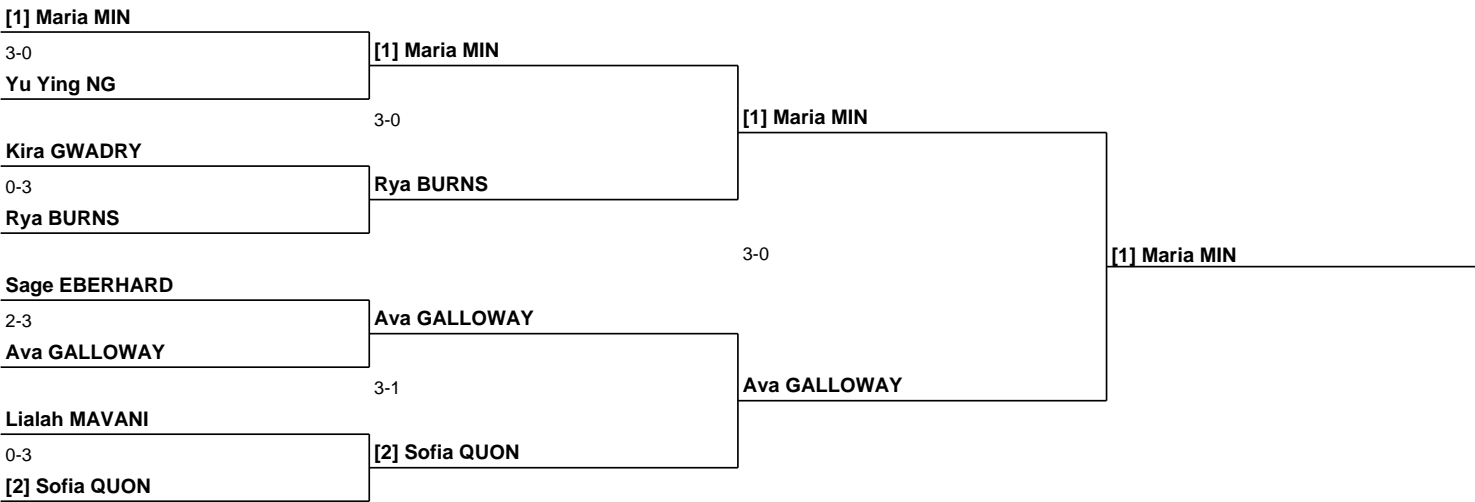 [1] Maria MIN
3-0
Yu Ying NG
Kira GWADRY
0-3
Rya BURNS
Sage EBERHARD
2-3
Ava GALLOWAY
Lialah MAVANI
0-3
[2] Sofia QUON
[1] Maria MIN
3-0
Rya BURNS
Ava GALLOWAY
3-1
[2] Sofia QUON
[1] Maria MIN
3-0
Ava GALLOWAY
[1] Maria MIN